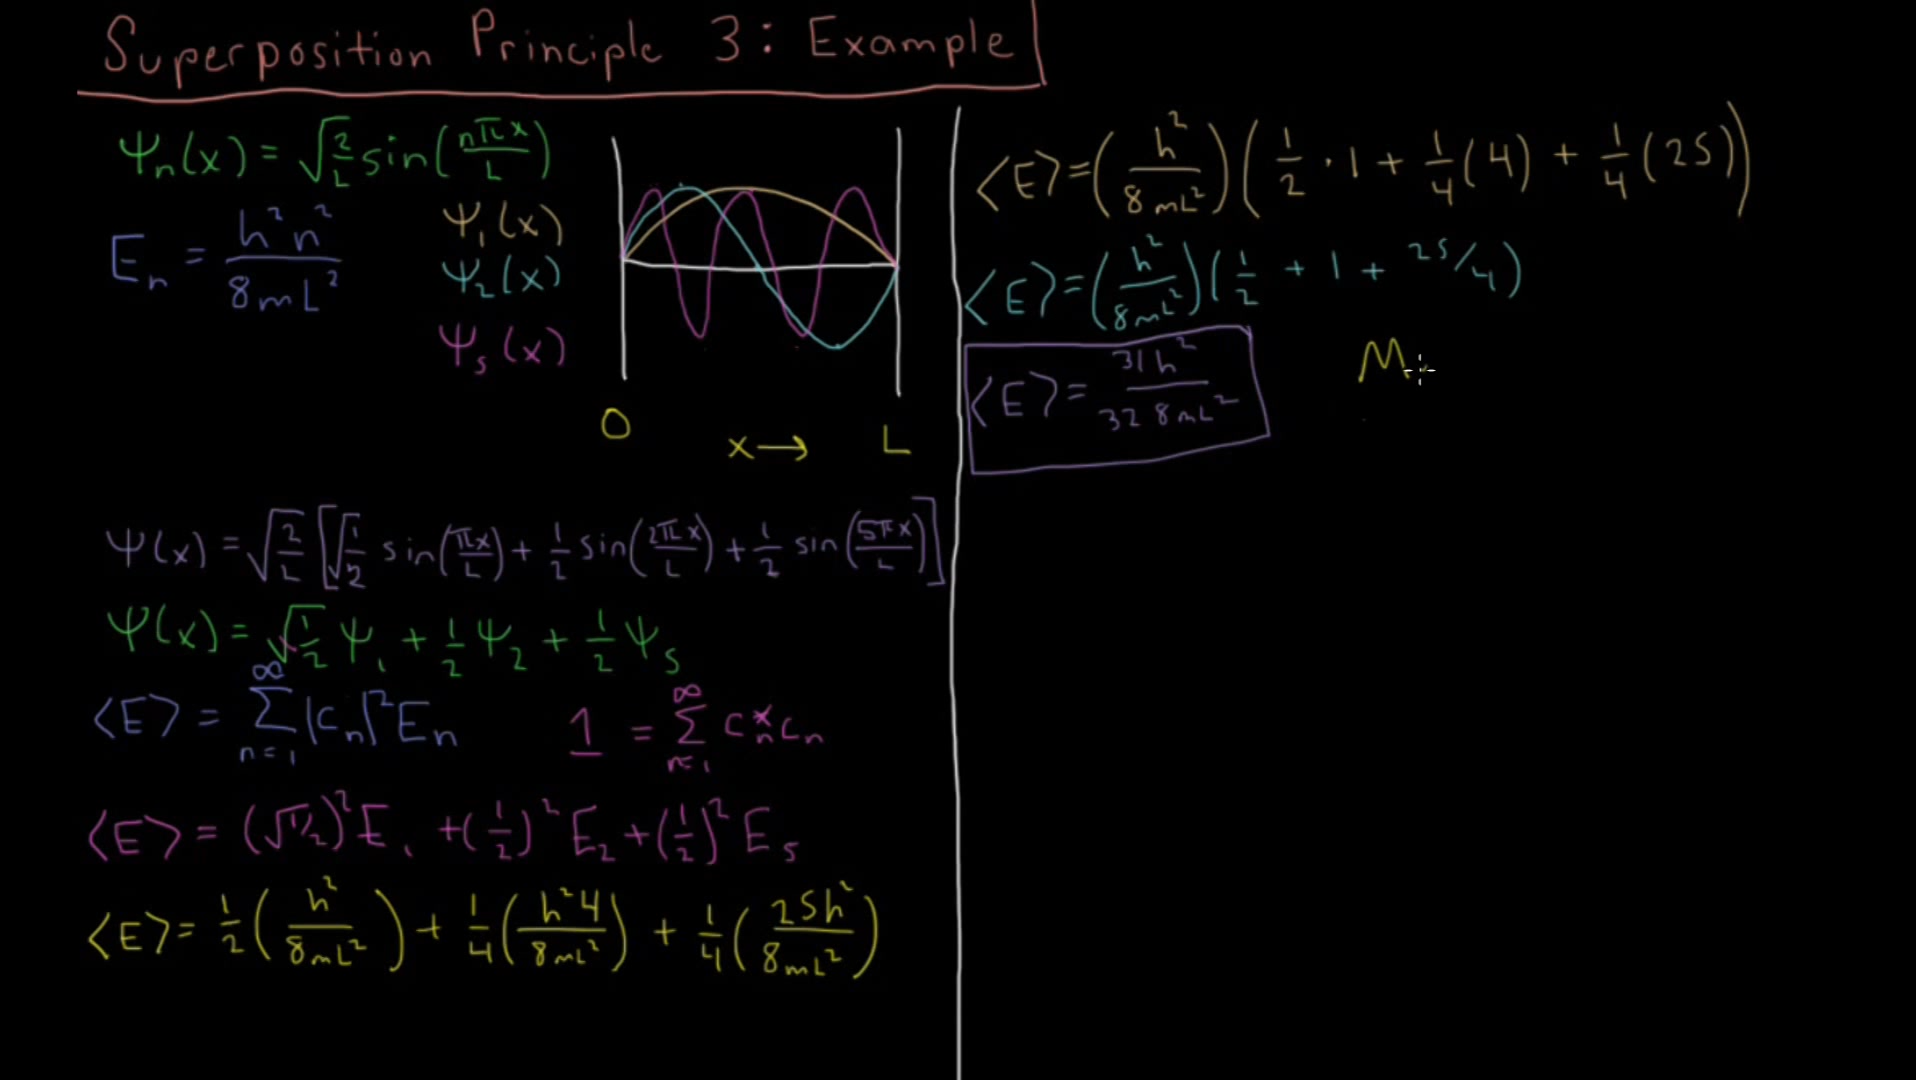 Superposition Principle 3: Example
Ψₙ(x) = √(2/L) sin(nπx/L)
Eₙ = h²n² / 8mL²
Ψ₁(x)
Ψ₂(x)
Ψ₅(x)
0 x→ L
Ψ(x) = √(2/L) [√(1/2) sin(πx/L) + 1/2 sin(2πx/L) + 1/2 sin(5πx/L)]
Ψ(x) = √(1/2) Ψ₁ + 1/2 Ψ₂ + 1/2 Ψ₅
<E> = ∑ₙ₌₁^∞ |cₙ|² Eₙ 1 = ∑ₙ₌₁^∞ cₙ* cₙ
<E> = (√1/2)² E₁ + (1/2)² E₂ + (1/2)² E₅
<E> = 1/2 (h² / 8mL²) + 1/4 (h²4 / 8mL²) + 1/4 (25h² / 8mL²)
<E> = (h² / 8mL²) (1/2 · 1 + 1/4 (4) + 1/4 (25))
<E> = (h² / 8mL²) (1/2 + 1 + 25/4)
<E> = 31h² / 32 8mL²
M